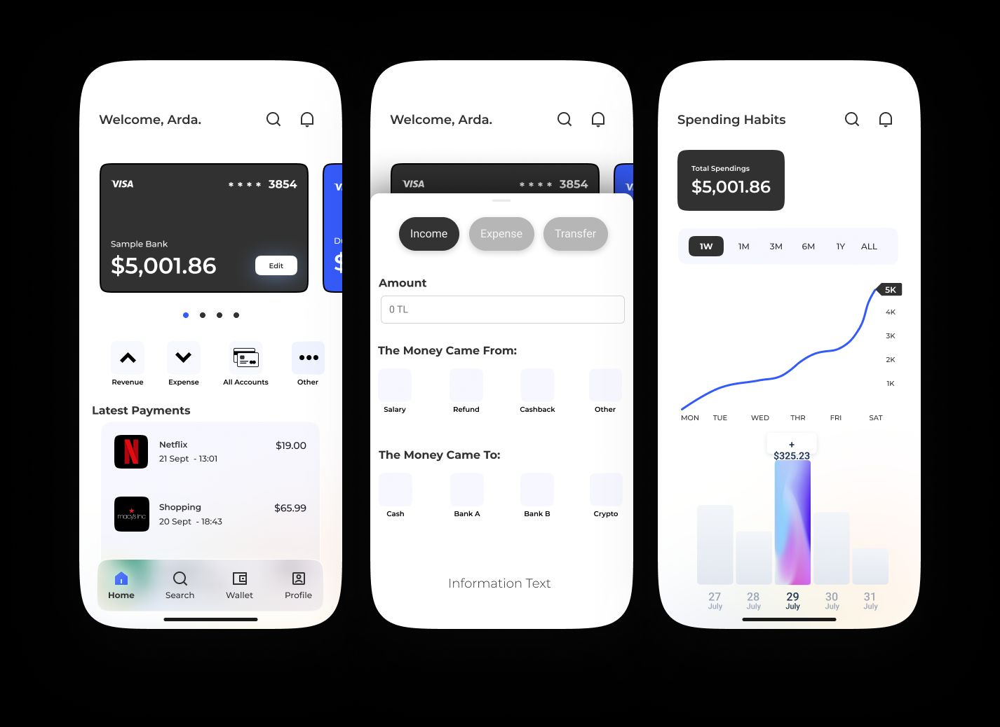 Welcome, Arda.
VISA
* * * * 3854
Sample Bank
$5,001.86
Edit
Revenue
Expense
All Accounts
Other
Latest Payments
Netflix
$19.00
21 Sept - 13:01
macy's inc
Shopping
$65.99
20 Sept - 18:43
Home
Search
Wallet
Profile
Welcome, Arda.
VISA
* * * * 3854
Income
Expense
Transfer
Amount
0 TL
The Money Came From:
Salary
Refund
Cashback
Other
The Money Came To:
Cash
Bank A
Bank B
Crypto
Information Text
Spending Habits
Total Spendings
$5,001.86
1W
1M
3M
6M
1Y
ALL
5K
4K
3K
2K
1K
MON
TUE
WED
THR
FRI
SAT
+
$325.23
27
July
28
July
29
July
30
July
31
July